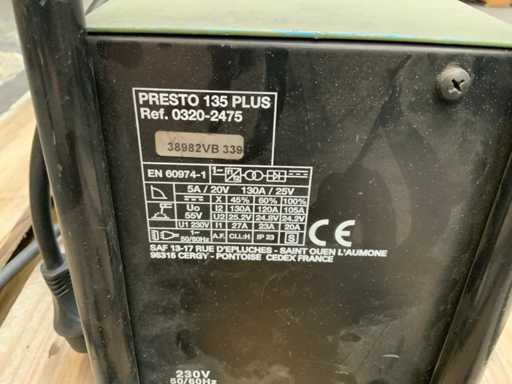 PRESTO 135 PLUS
Ref. 0320-2475
38982VB 339
EN 60974-1
5A / 20V 130A / 25V
X 45% 60% 100%
Uo 55V
I2 130A 120A 105A
U2 25.2V 24.8V 24.2V
U1 230V I1 27A 23A 20A
1~ 50/60Hz A.F. CL.:H IP 23 S
CE
SAF 13-17 RUE D'EPLUCHES - SAINT OUEN L'AUMONE
95315 CERGY - PONTOISE CEDEX FRANCE
230V
50/60Hz